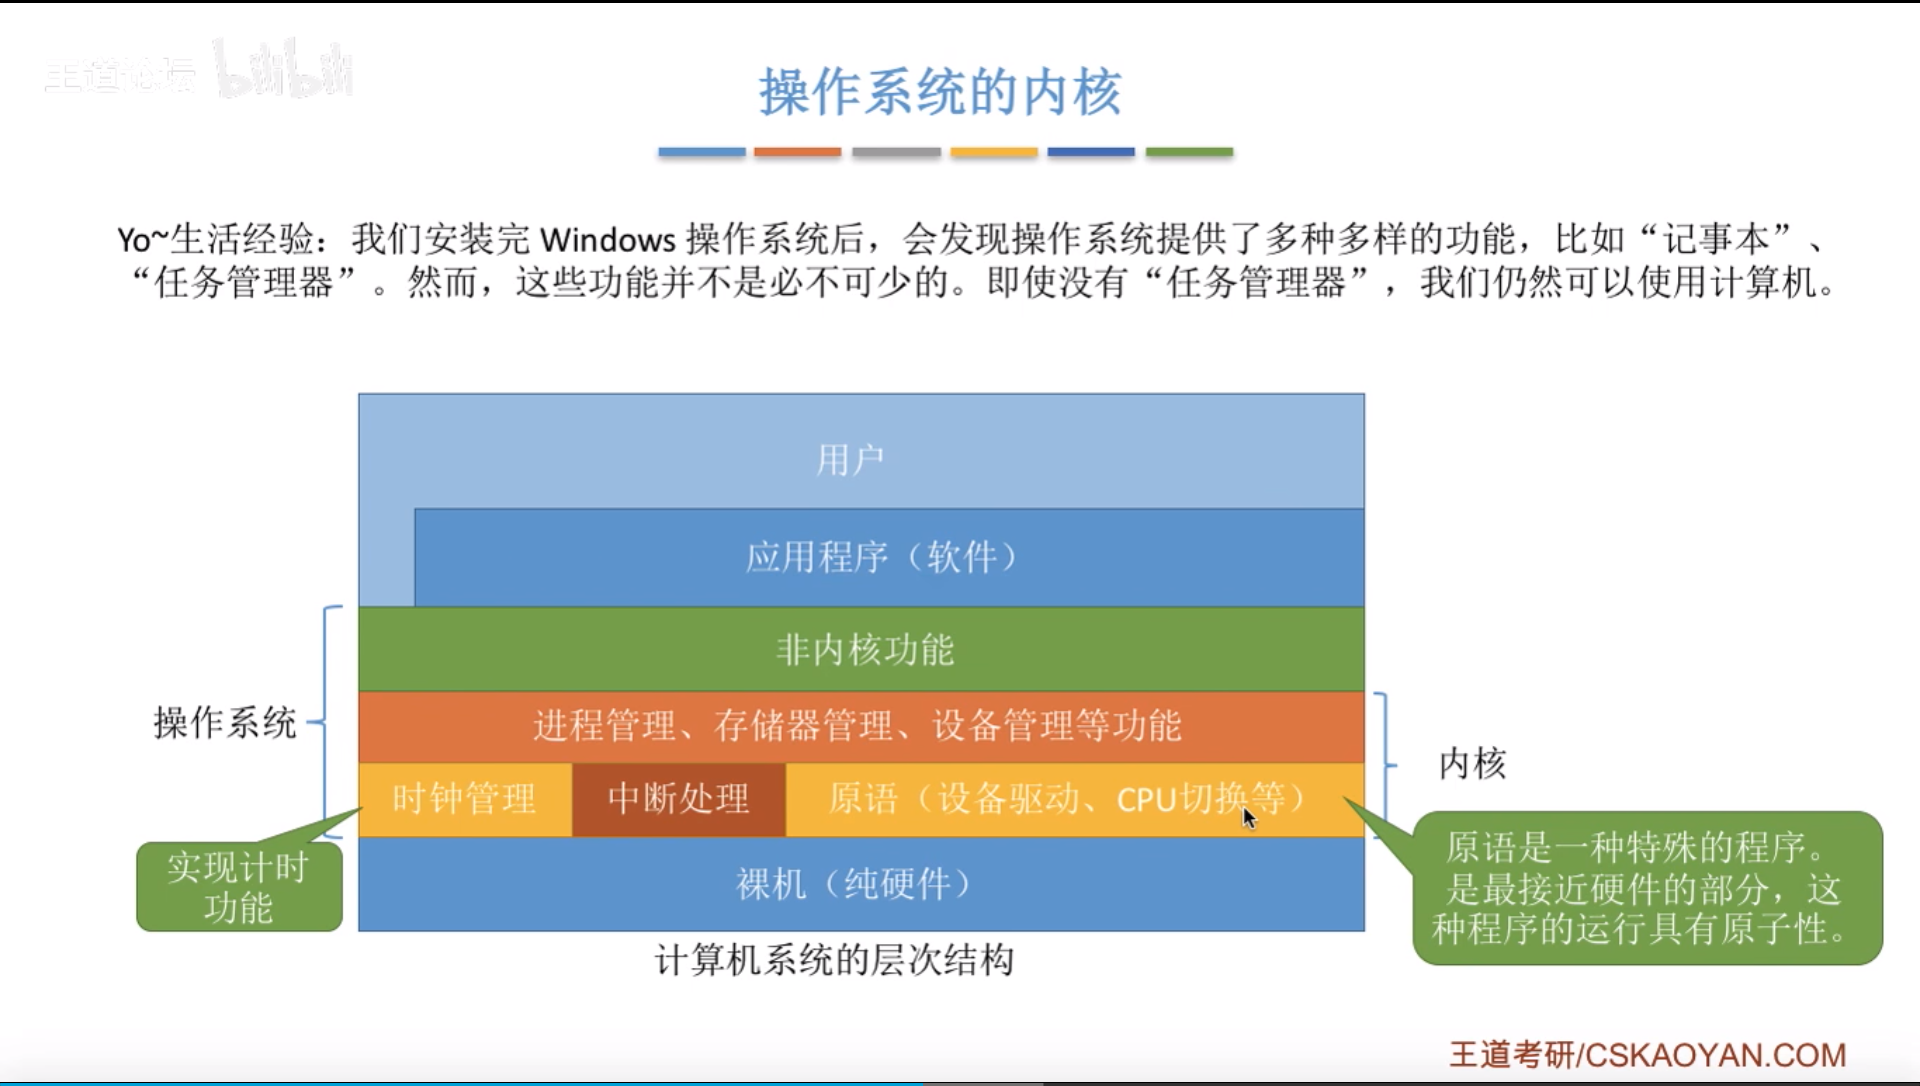 王道论坛 bilibili
操作系统的内核
Yo~生活经验：我们安装完 Windows 操作系统后，会发现操作系统提供了多种多样的功能，比如“记事本”、
“任务管理器”。然而，这些功能并不是必不可少的。即使没有“任务管理器”，我们仍然可以使用计算机。
用户
应用程序（软件）
非内核功能
操作系统
进程管理、存储器管理、设备管理等功能
内核
时钟管理
中断处理
原语（设备驱动、CPU切换等）
实现计时
功能
原语是一种特殊的程序。
是最接近硬件的部分，这
种程序的运行具有原子性。
裸机（纯硬件）
计算机系统的层次结构
王道考研/CSKAOYAN.COM